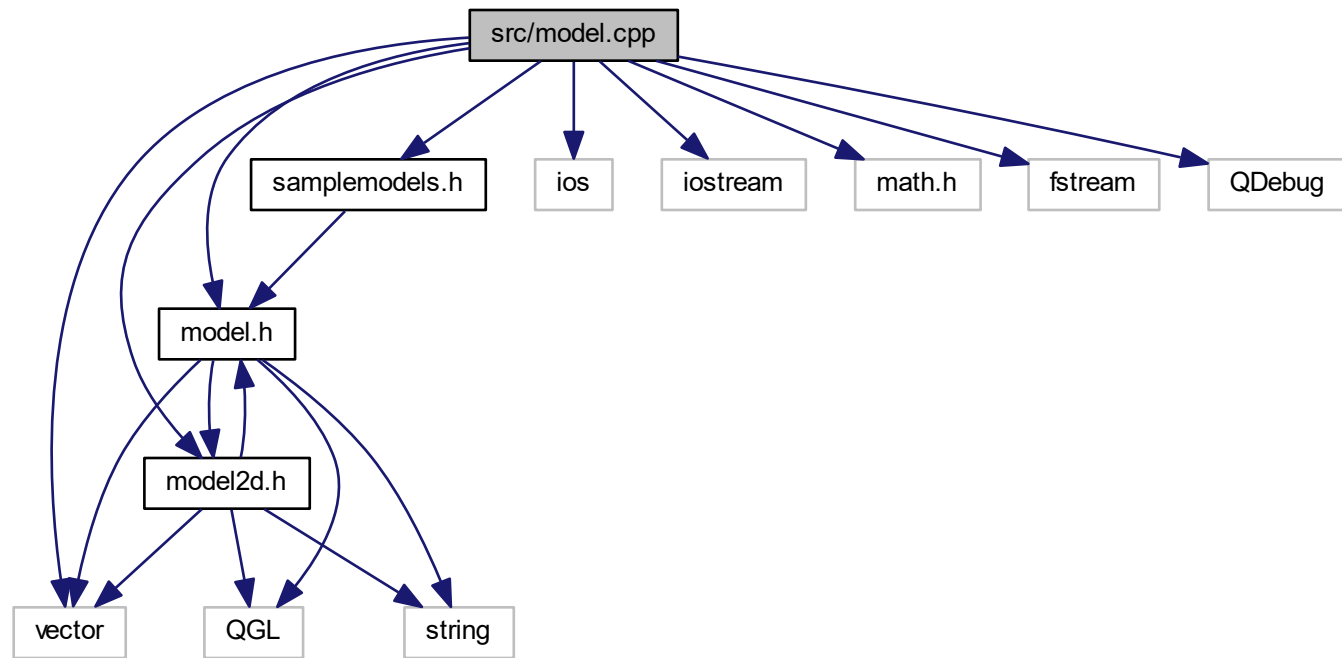 src/model.cpp
samplemodels.h
ios
iostream
math.h
fstream
QDebug
model.h
model2d.h
vector
QGL
string